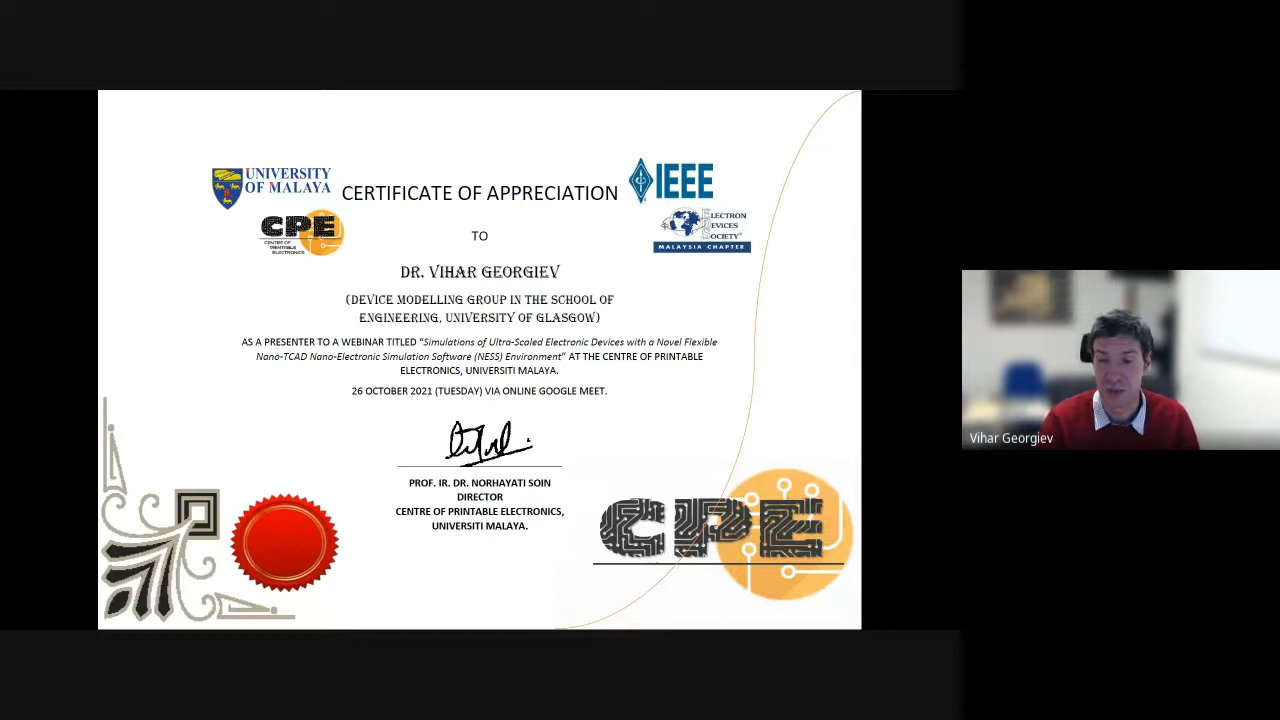 UNIVERSITY
OF MALAYA
CERTIFICATE OF APPRECIATION
IEEE
CPE
CENTRE OF
PRINTABLE
ELECTRONICS
ELECTRON
DEVICES
SOCIETY®
MALAYSIA CHAPTER
TO
DR. VIHAR GEORGIEV
(DEVICE MODELLING GROUP IN THE SCHOOL OF
ENGINEERING, UNIVERSITY OF GLASGOW)
AS A PRESENTER TO A WEBINAR TITLED “Simulations of Ultra-Scaled Electronic Devices with a Novel Flexible
Nano-TCAD Nano-Electronic Simulation Software (NESS) Environment” AT THE CENTRE OF PRINTABLE
ELECTRONICS, UNIVERSITI MALAYA.
26 OCTOBER 2021 (TUESDAY) VIA ONLINE GOOGLE MEET.
PROF. IR. DR. NORHAYATI SOIN
DIRECTOR
CENTRE OF PRINTABLE ELECTRONICS,
UNIVERSITI MALAYA.
CPE
Vihar Georgiev